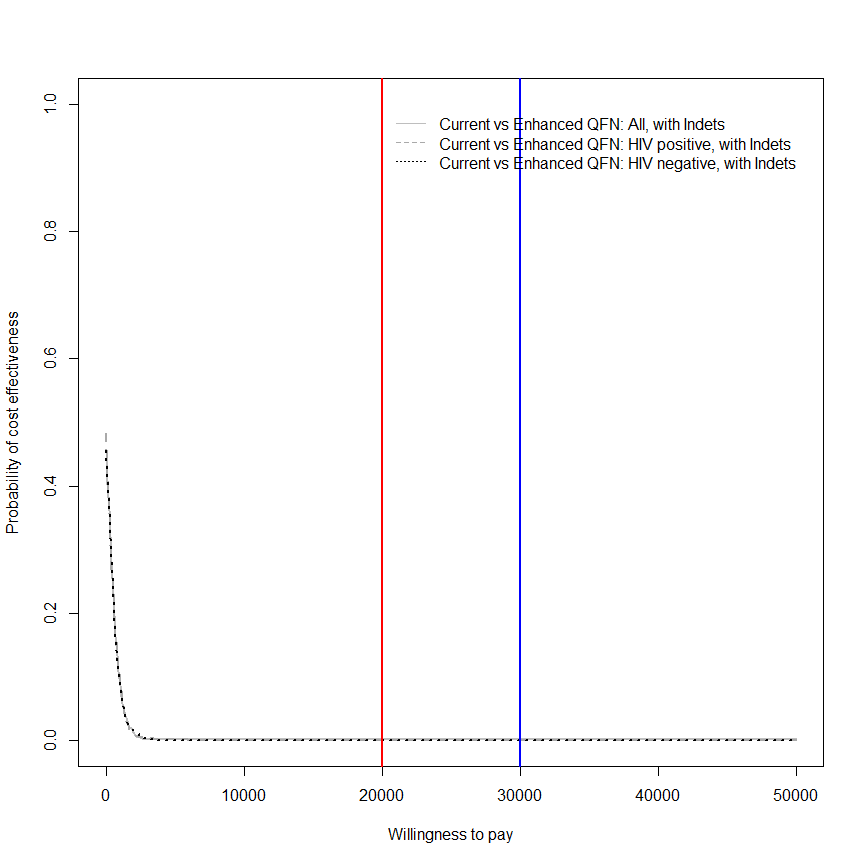 Current vs Enhanced QFN: All, with Indets
Current vs Enhanced QFN: HIV positive, with Indets
Current vs Enhanced QFN: HIV negative, with Indets
Probability of cost effectiveness
1.0
0.8
0.6
0.4
0.2
0.0
0 10000 20000 30000 40000 50000
Willingness to pay